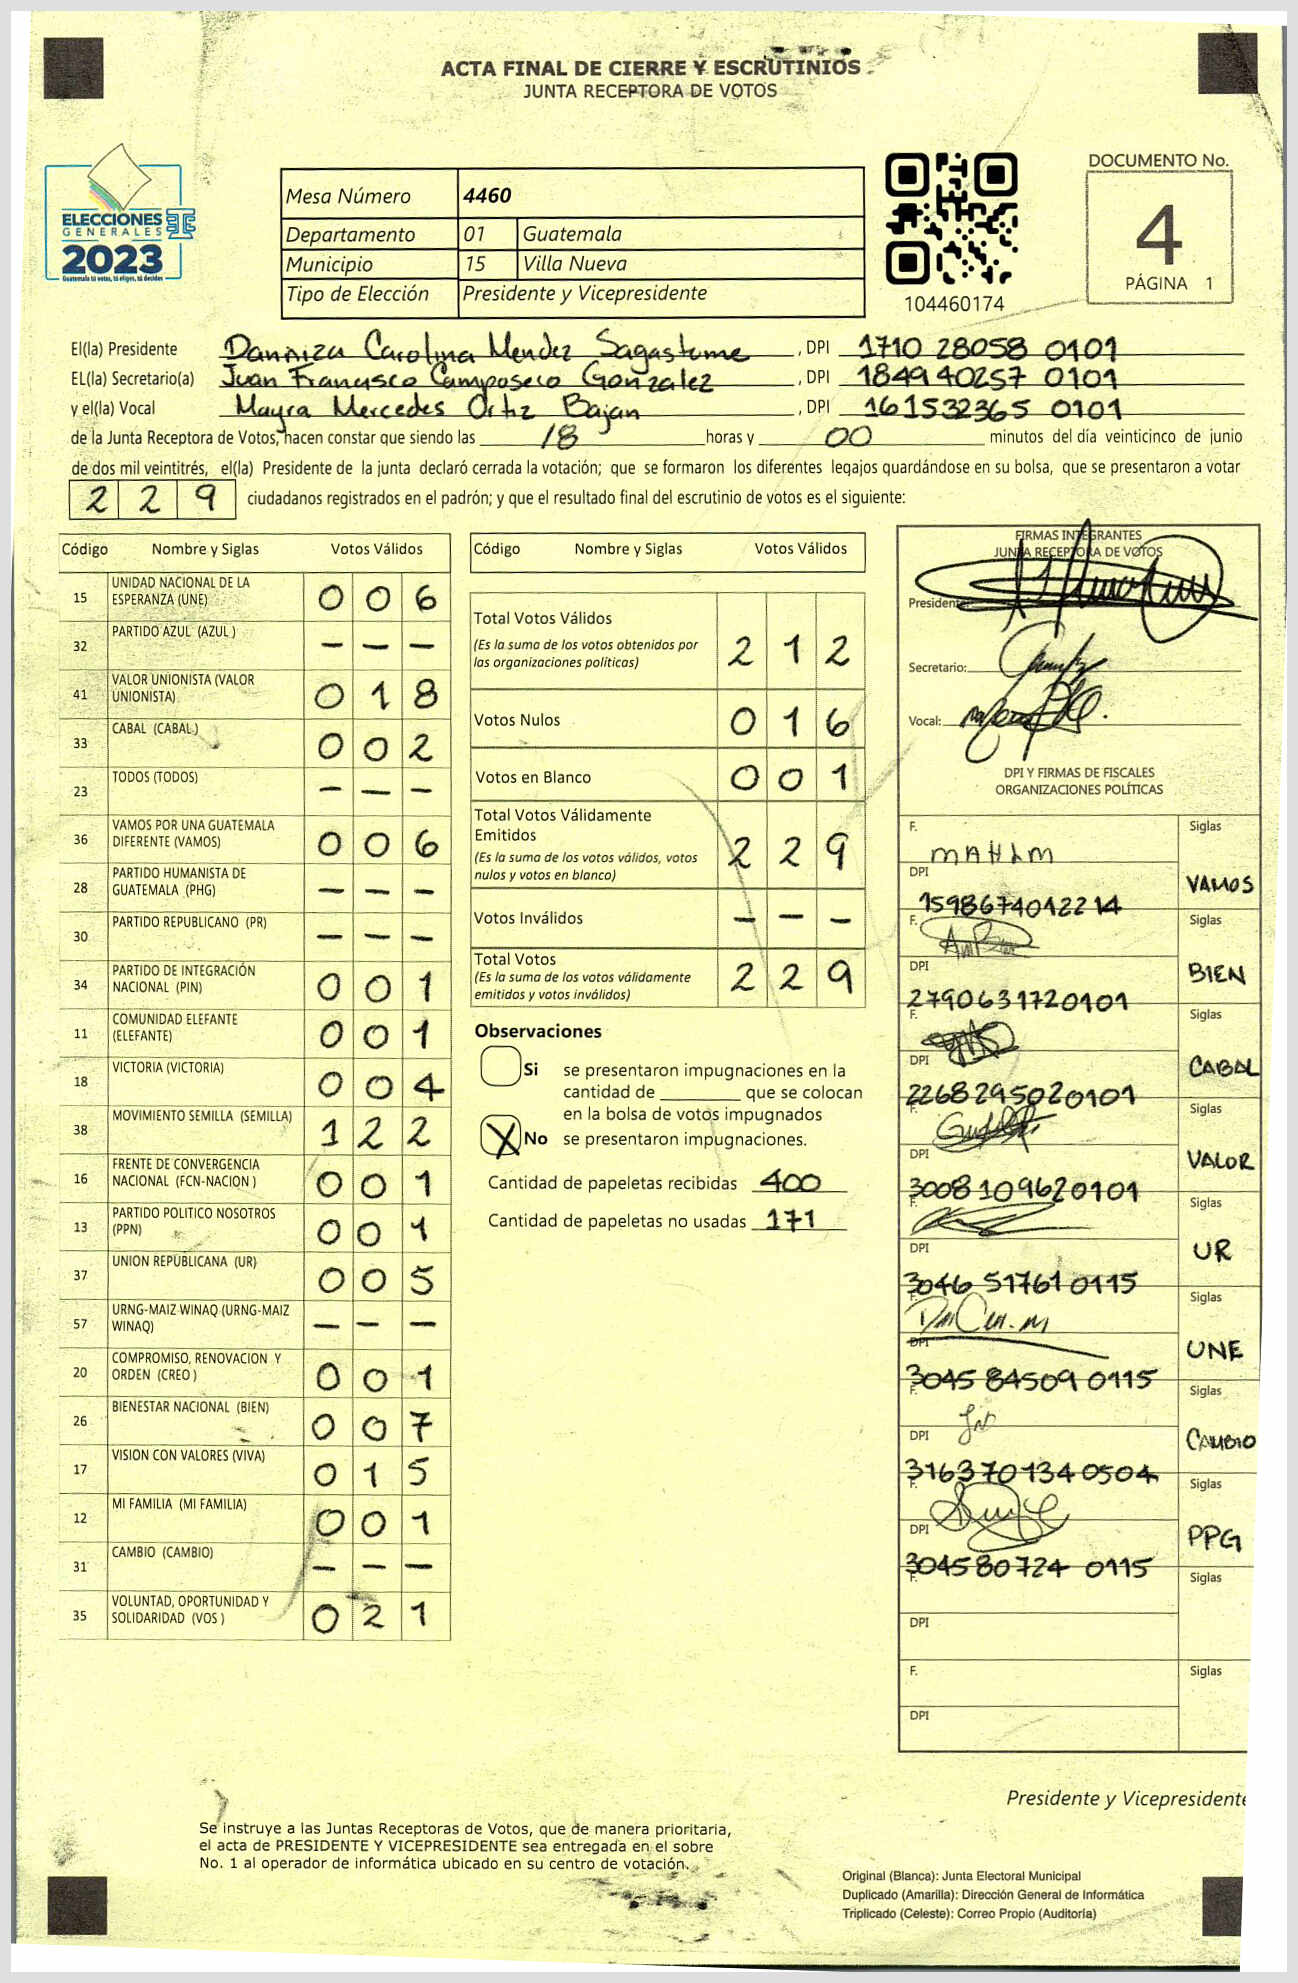 ACTA FINAL DE CIERRE Y ESCRUTINIOS
JUNTA RECEPTORA DE VOTOS
ELECCIONES
GENERALES
2023
Guatemala tú votas, tú eliges, tú decides
Mesa Número 4460
Departamento 01 Guatemala
Municipio 15 Villa Nueva
Tipo de Elección Presidente y Vicepresidente
104460174
DOCUMENTO No.
4
PÁGINA 1
El(la) Presidente Danniza Carolina Mendez Sagastume , DPI 1710 28058 0101
EL(la) Secretario(a) Juan Francisco Camposeco Gonzalez , DPI 1849 40257 0101
y el(la) Vocal Mayra Mercedes Ortiz Bajan , DPI 161532365 0101
de la Junta Receptora de Votos, hacen constar que siendo las 18 horas y 00 minutos del día veinticinco de junio
de dos mil veintitrés, el(la) Presidente de la junta declaró cerrada la votación; que se formaron los diferentes legajos guardándose en su bolsa, que se presentaron a votar
2 2 9 ciudadanos registrados en el padrón; y que el resultado final del escrutinio de votos es el siguiente:
Código Nombre y Siglas Votos Válidos
15 UNIDAD NACIONAL DE LA ESPERANZA (UNE) 0 0 6
32 PARTIDO AZUL (AZUL ) – – –
41 VALOR UNIONISTA (VALOR UNIONISTA) 0 1 8
33 CABAL (CABAL ) 0 0 2
23 TODOS (TODOS) – – –
36 VAMOS POR UNA GUATEMALA DIFERENTE (VAMOS) 0 0 6
28 PARTIDO HUMANISTA DE GUATEMALA (PHG) – – –
30 PARTIDO REPUBLICANO (PR) – – –
34 PARTIDO DE INTEGRACIÓN NACIONAL (PIN) 0 0 1
11 COMUNIDAD ELEFANTE (ELEFANTE) 0 0 1
18 VICTORIA (VICTORIA) 0 0 4
38 MOVIMIENTO SEMILLA (SEMILLA) 1 2 2
16 FRENTE DE CONVERGENCIA NACIONAL (FCN-NACION ) 0 0 1
13 PARTIDO POLITICO NOSOTROS (PPN) 0 0 1
37 UNION REPUBLICANA (UR) 0 0 5
57 URNG-MAIZ WINAQ (URNG-MAIZ WINAQ) – – –
20 COMPROMISO, RENOVACION Y ORDEN (CREO ) 0 0 1
26 BIENESTAR NACIONAL (BIEN) 0 0 7
17 VISION CON VALORES (VIVA) 0 1 5
12 MI FAMILIA (MI FAMILIA) 0 0 1
31 CAMBIO (CAMBIO) – – –
35 VOLUNTAD, OPORTUNIDAD Y SOLIDARIDAD (VOS ) 0 2 1
Código Nombre y Siglas Votos Válidos
Total Votos Válidos
(Es la suma de los votos obtenidos por las organizaciones políticas) 2 1 2
Votos Nulos 0 1 6
Votos en Blanco 0 0 1
Total Votos Válidamente Emitidos
(Es la suma de los votos válidos, votos nulos y votos en blanco) 2 2 9
Votos Inválidos – – –
Total Votos
(Es la suma de los votos válidamente emitidos y votos inválidos) 2 2 9
Observaciones
Si se presentaron impugnaciones en la
cantidad de ________ que se colocan
en la bolsa de votos impugnados
X No se presentaron impugnaciones.
Cantidad de papeletas recibidas 400
Cantidad de papeletas no usadas 171
FIRMAS INTEGRANTES
JUNTA RECEPTORA DE VOTOS
Presidente:
Secretario:
Vocal:
DPI Y FIRMAS DE FISCALES
ORGANIZACIONES POLÍTICAS
F. Siglas
DPI 1598674012214 VAMOS
F. Siglas
DPI 2790631720101 BIEN
F. Siglas
DPI 2268295020101 CABAL
F. Siglas
DPI 3008109620101 VALOR
F. Siglas
DPI 3046 51761 0115 UR
F. Siglas
DPI 3045 84509 0115 UNE
F. Siglas
DPI 3163701340504 CAMBIO
F. Siglas
DPI 304580724 0115 PPG
F. Siglas
DPI
F. Siglas
DPI
Presidente y Vicepresidente
Se instruye a las Juntas Receptoras de Votos, que de manera prioritaria,
el acta de PRESIDENTE Y VICEPRESIDENTE sea entregada en el sobre
No. 1 al operador de informática ubicado en su centro de votación.
Original (Blanca): Junta Electoral Municipal
Duplicado (Amarilla): Dirección General de Informática
Triplicado (Celeste): Correo Propio (Auditoria)